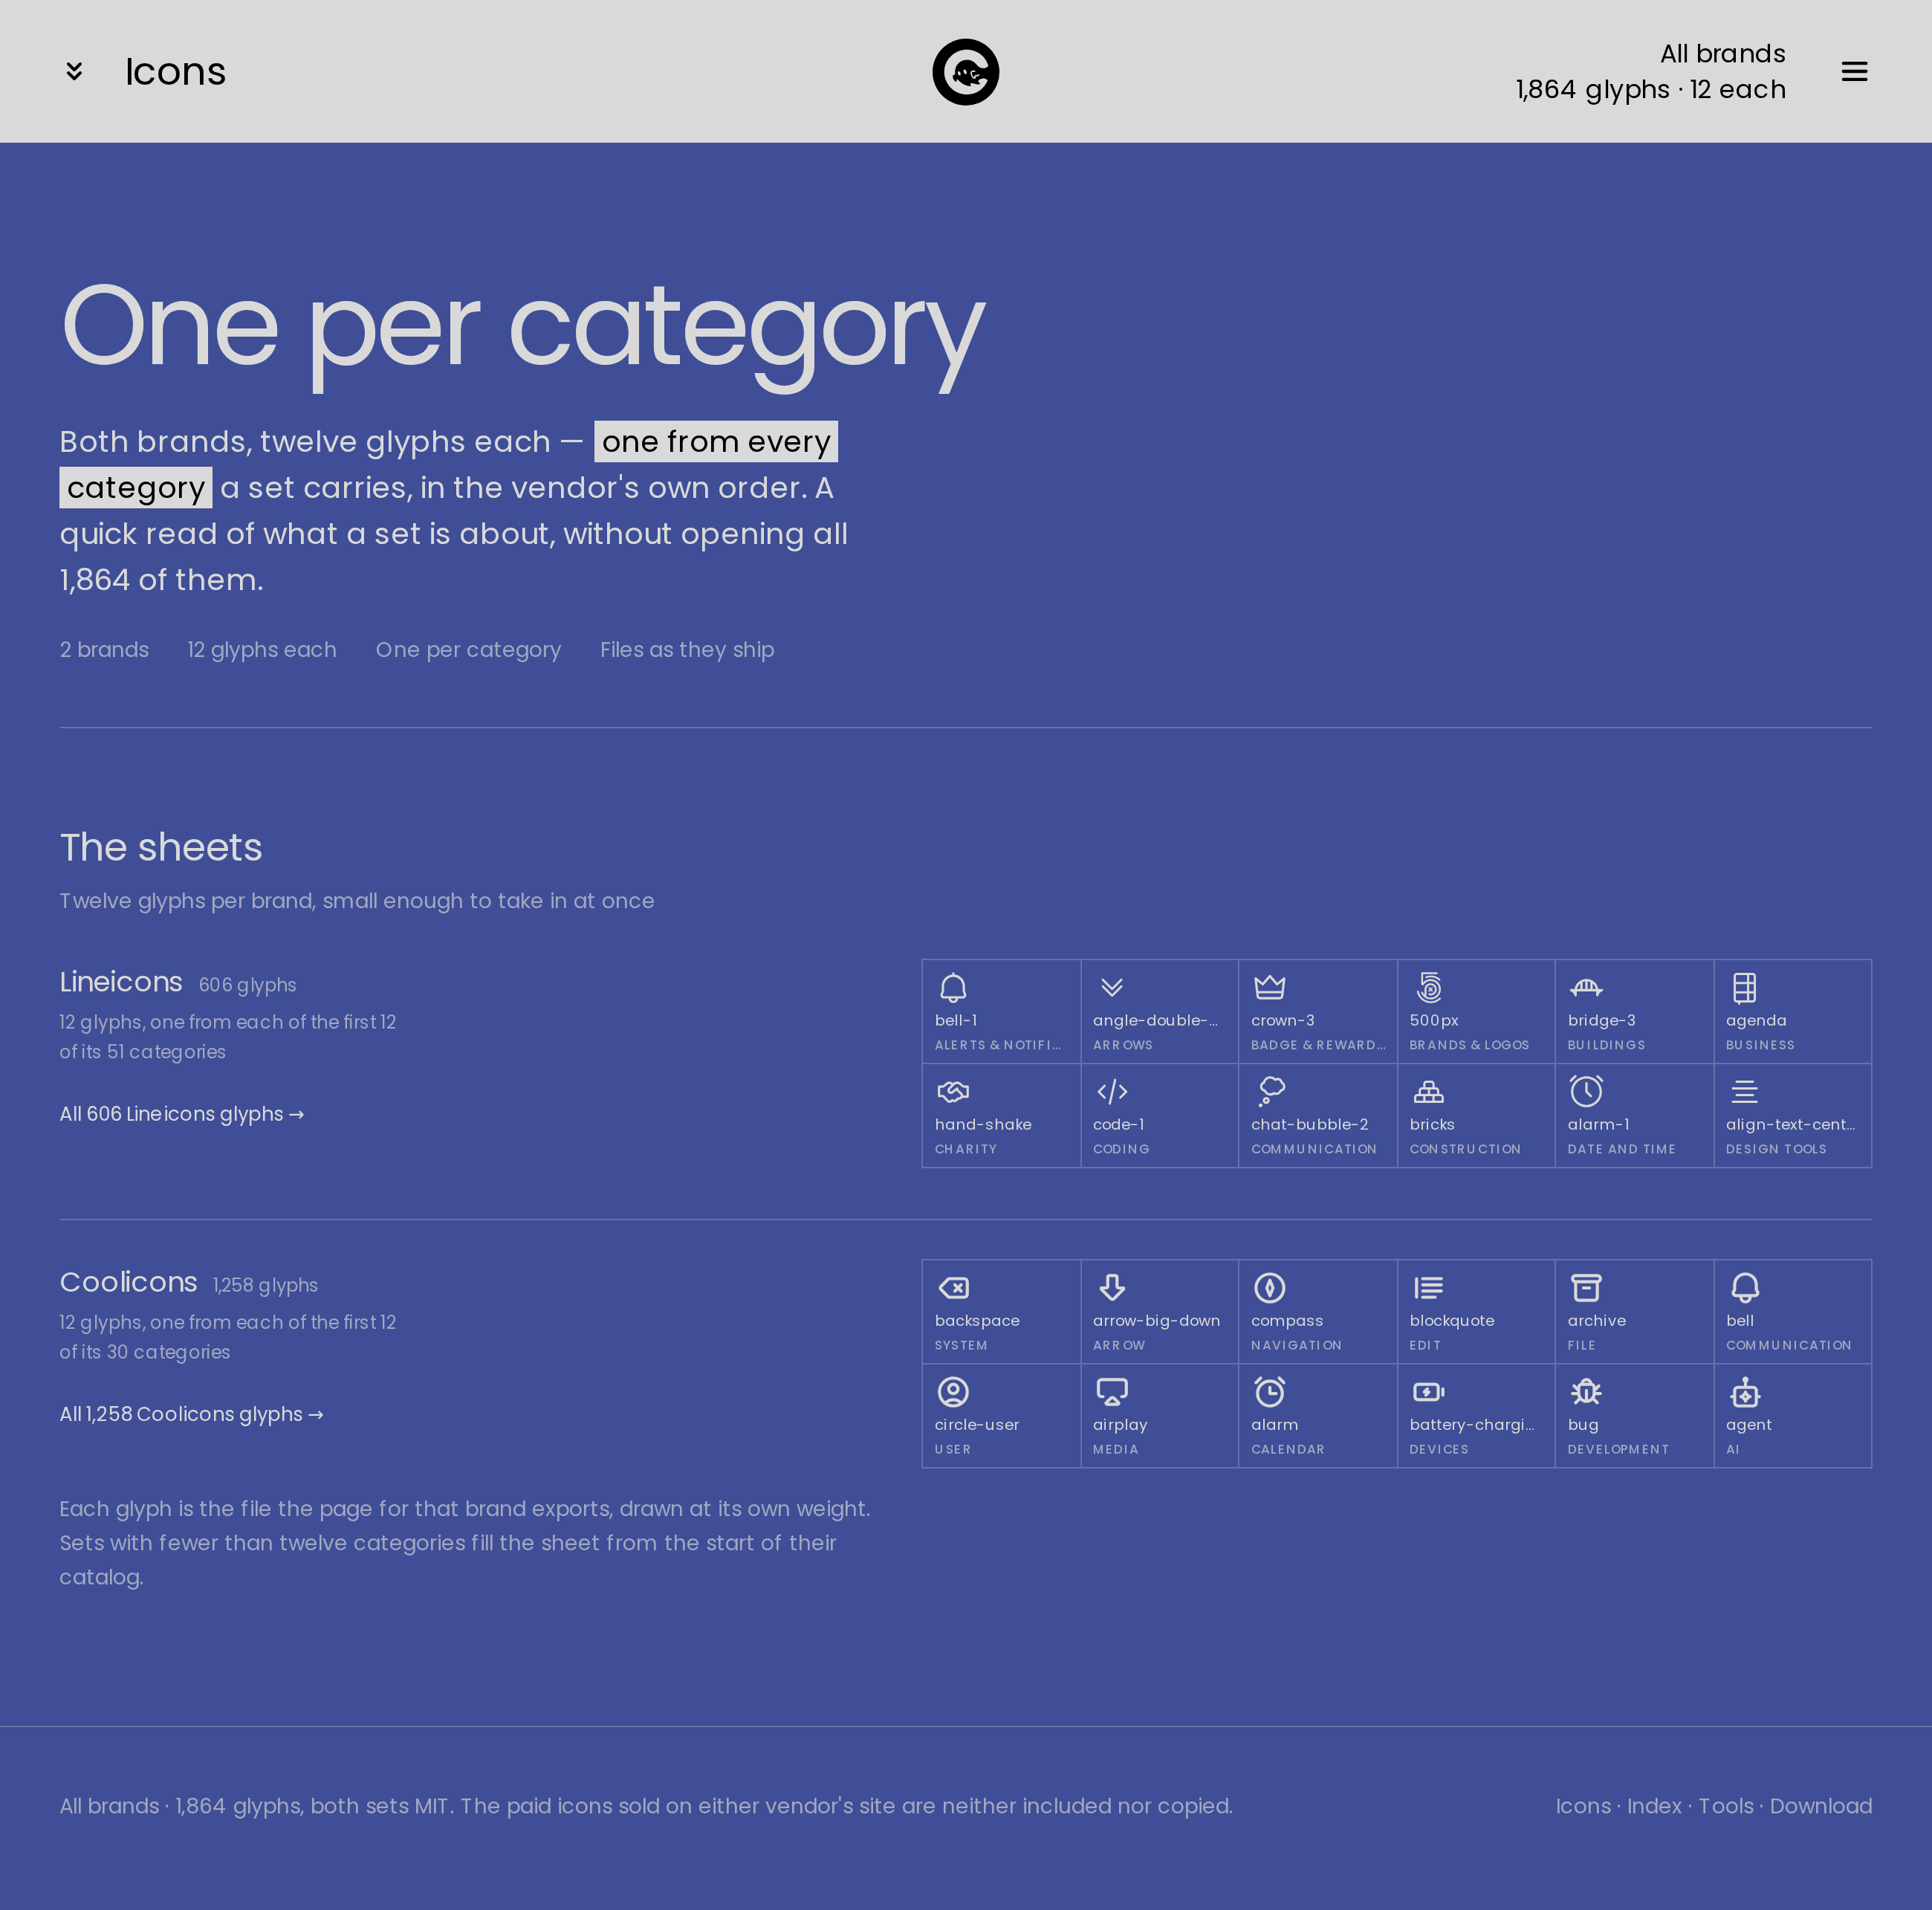 Icons
All brands
1,864 glyphs · 12 each
One per category
Both brands, twelve glyphs each — one from every
category a set carries, in the vendor's own order. A
quick read of what a set is about, without opening all
1,864 of them.
2 brands 12 glyphs each One per category Files as they ship
The sheets
Twelve glyphs per brand, small enough to take in at once
Lineicons 606 glyphs
12 glyphs, one from each of the first 12
of its 51 categories
All 606 Lineicons glyphs →
bell-1 angle-double-... crown-3 500px bridge-3 agenda
ALERTS & NOTIFI... ARROWS BADGE & REWARD... BRANDS & LOGOS BUILDINGS BUSINESS
hand-shake code-1 chat-bubble-2 bricks alarm-1 align-text-cent...
CHARITY CODING COMMUNICATION CONSTRUCTION DATE AND TIME DESIGN TOOLS
Coolicons 1,258 glyphs
12 glyphs, one from each of the first 12
of its 30 categories
All 1,258 Coolicons glyphs →
backspace arrow-big-down compass blockquote archive bell
SYSTEM ARROW NAVIGATION EDIT FILE COMMUNICATION
circle-user airplay alarm battery-chargi... bug agent
USER MEDIA CALENDAR DEVICES DEVELOPMENT AI
Each glyph is the file the page for that brand exports, drawn at its own weight.
Sets with fewer than twelve categories fill the sheet from the start of their
catalog.
All brands · 1,864 glyphs, both sets MIT. The paid icons sold on either vendor's site are neither included nor copied.
Icons · Index · Tools · Download